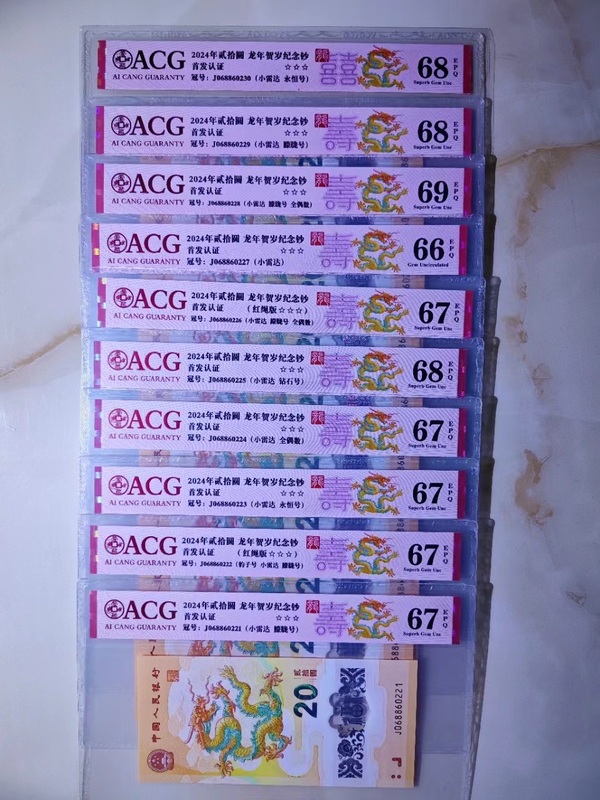 ACG
AI CANG GUARANTY
2024年贰拾圆 龙年贺岁纪念钞
首发认证 ☆☆☆
冠号：J068860230（小雷达 永恒号）
囍
68
EPQ
Superb Gem Unc
ACG
AI CANG GUARANTY
2024年贰拾圆 龙年贺岁纪念钞
首发认证 ☆☆☆
冠号：J068860229（小雷达 朦胧号）
68
EPQ
Superb Gem Unc
ACG
AI CANG GUARANTY
2024年贰拾圆 龙年贺岁纪念钞
首发认证 ☆☆☆
冠号：J068860228（小雷达 朦胧号 全偶数）
69
EPQ
Superb Gem Unc
ACG
AI CANG GUARANTY
2024年贰拾圆 龙年贺岁纪念钞
首发认证 ☆☆☆
冠号：J068860227（小雷达）
66
EPQ
Gem Uncirculated
ACG
AI CANG GUARANTY
2024年贰拾圆 龙年贺岁纪念钞
首发认证 （红绳版☆☆☆）
冠号：J068860226（小雷达 朦胧号 全偶数）
67
EPQ
Superb Gem Unc
ACG
AI CANG GUARANTY
2024年贰拾圆 龙年贺岁纪念钞
首发认证 ☆☆☆
冠号：J068860225（小雷达 钻石号）
68
EPQ
Superb Gem Unc
ACG
AI CANG GUARANTY
2024年贰拾圆 龙年贺岁纪念钞
首发认证 ☆☆☆
冠号：J068860224（小雷达 全偶数）
67
EPQ
Superb Gem Unc
ACG
AI CANG GUARANTY
2024年贰拾圆 龙年贺岁纪念钞
首发认证 ☆☆☆
冠号：J068860223（小雷达 永恒号）
67
EPQ
Superb Gem Unc
ACG
AI CANG GUARANTY
2024年贰拾圆 龙年贺岁纪念钞
首发认证 （红绳版☆☆☆）
冠号：J068860222（豹子号 小雷达 朦胧号）
67
EPQ
Superb Gem Unc
ACG
AI CANG GUARANTY
2024年贰拾圆 龙年贺岁纪念钞
首发认证 ☆☆☆
冠号：J068860221（小雷达 朦胧号）
67
EPQ
Superb Gem Unc
中国人民银行
贰拾圆
20
J068860221